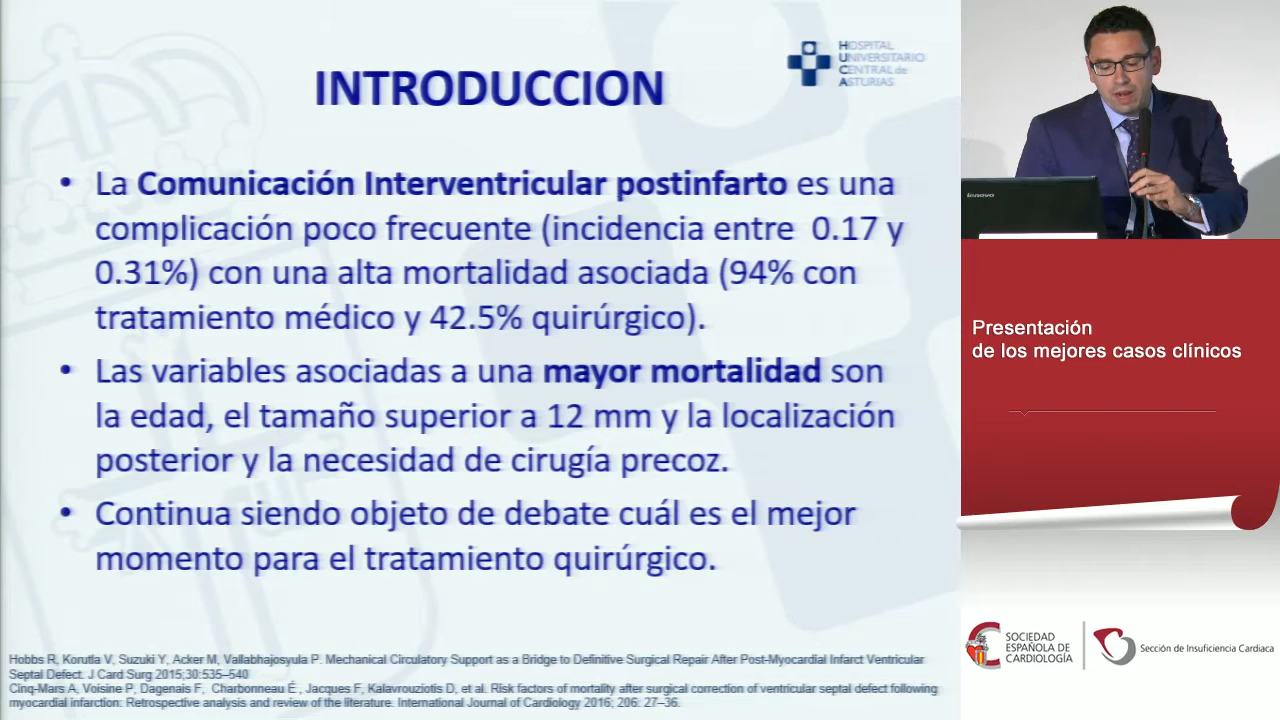 INTRODUCCION
HOSPITAL
UNIVERSITARIO
CENTRAL de
ASTURIAS
• La Comunicación Interventricular postinfarto es una
complicación poco frecuente (incidencia entre 0.17 y
0.31%) con una alta mortalidad asociada (94% con
tratamiento médico y 42.5% quirúrgico).
• Las variables asociadas a una mayor mortalidad son
la edad, el tamaño superior a 12 mm y la localización
posterior y la necesidad de cirugía precoz.
• Continua siendo objeto de debate cuál es el mejor
momento para el tratamiento quirúrgico.
Hobbs R, Korutla V, Suzuki Y, Acker M, Vallabhajosyula P. Mechanical Circulatory Support as a Bridge to Definitive Surgical Repair After Post-Myocardial Infarct Ventricular
Septal Defect. J Card Surg 2015;30:535–540
Cinq-Mars A, Voisine P, Dagenais F, Charbonneau É , Jacques F, Kalavrouziotis D, et al. Risk factors of mortality after surgical correction of ventricular septal defect following
myocardial infarction: Retrospective analysis and review of the literature. International Journal of Cardiology 2016; 206: 27–36.
lenovo
Presentación
de los mejores casos clínicos
SOCIEDAD
ESPAÑOLA DE
CARDIOLOGÍA
Sección de Insuficiencia Cardiaca